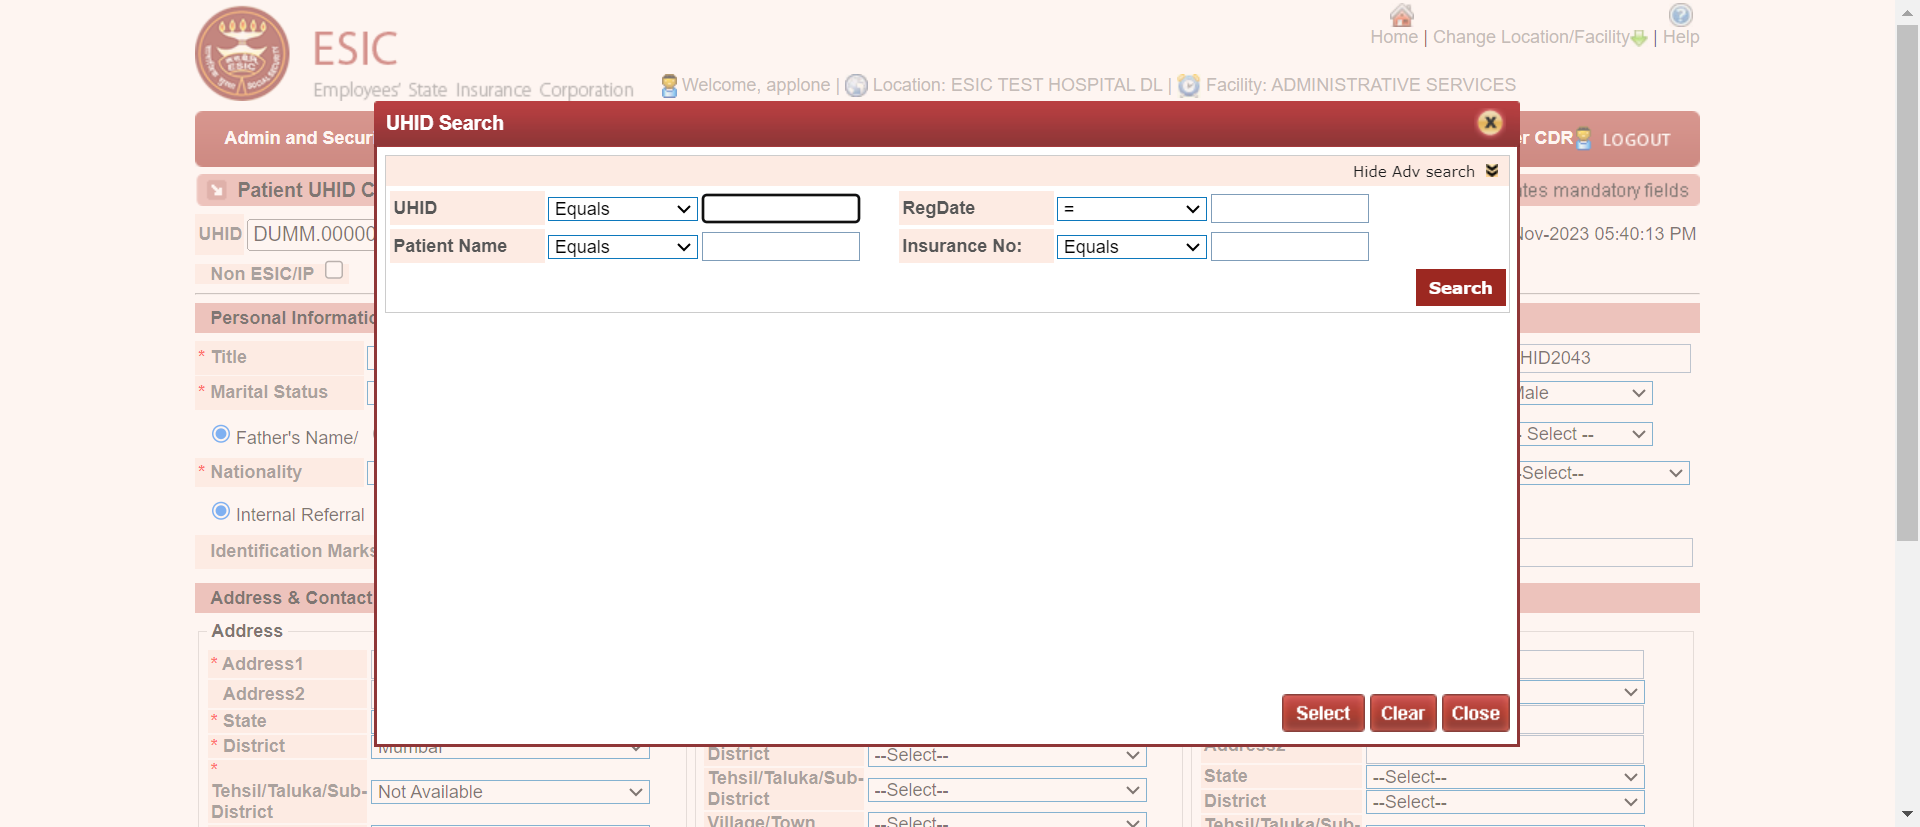 ESIC
Employees' State Insurance Corporation
Home | Change Location/Facility | Help
Welcome, applone | Location: ESIC TEST HOSPITAL DL | Facility: ADMINISTRATIVE SERVICES
Admin and Securi
r CDR LOGOUT
UHID Search
X
Patient UHID C
tes mandatory fields
Hide Adv search
UHID DUMM.00000
Nov-2023 05:40:13 PM
Non ESIC/IP
UHID Equals
RegDate =
Patient Name Equals
Insurance No: Equals
Search
Personal Informatio
Title
HID2043
* Marital Status
Male
Father's Name/
- Select --
* Nationality
-Select--
Internal Referral
Identification Marks
Address & Contact
Address
* Address1
Address2
* State
* District Mumbai
*
Tehsil/Taluka/Sub-
District
Not Available
Select Clear Close
District --Select--
Tehsil/Taluka/Sub-
District
--Select--
Village/Town --Select--
Address2
State --Select--
District --Select--
Tehsil/Taluka/Sub-